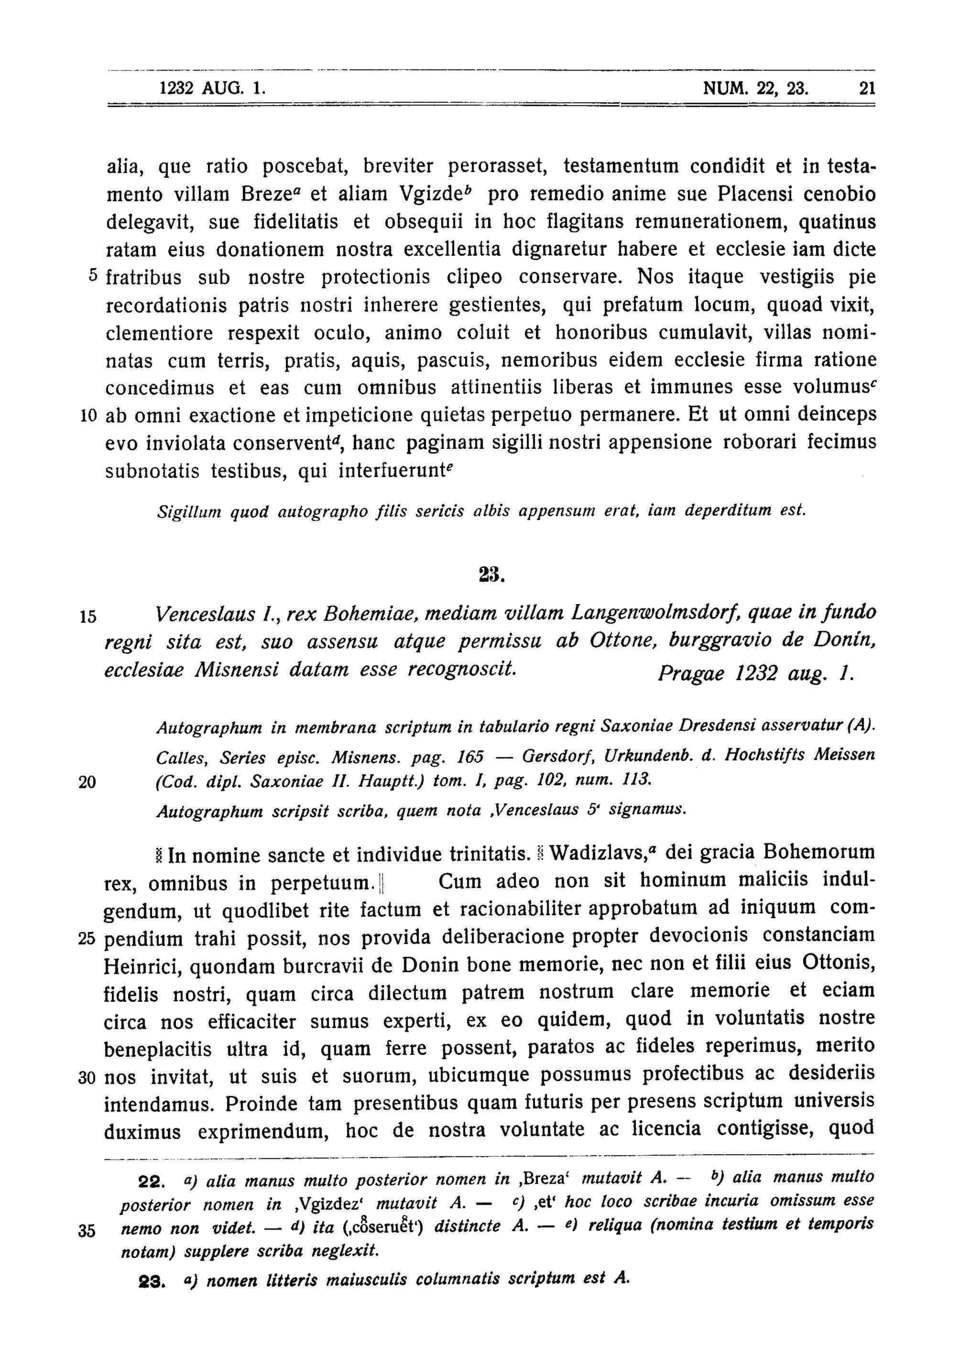 1232 AUG. 1. NUM. 22, 23. 21
alia, que ratio poscebat, breviter perorasset, testamentum condidit et in testa-
mento villam Brezeᵃ et aliam Vgizdeᵇ pro remedio anime sue Placensi cenobio
delegavit, sue fidelitatis et obsequii in hoc flagitans remunerationem, quatinus
ratam eius donationem nostra excellentia dignaretur habere et ecclesie iam dicte
5 fratribus sub nostre protectionis clipeo conservare. Nos itaque vestigiis pie
recordationis patris nostri inherere gestientes, qui prefatum locum, quoad vixit,
clementiore respexit oculo, animo coluit et honoribus cumulavit, villas nomi-
natas cum terris, pratis, aquis, pascuis, nemoribus eidem ecclesie firma ratione
concedimus et eas cum omnibus attinentiis liberas et immunes esse volumusᶜ
10 ab omni exactione et impeticione quietas perpetuo permanere. Et ut omni deinceps
evo inviolata conserventᵈ, hanc paginam sigilli nostri appensione roborari fecimus
subnotatis testibus, qui interfueruntᵉ
Sigillum quod autographo filis sericis albis appensum erat, iam deperditum est.
23.
15 Venceslaus I., rex Bohemiae, mediam villam Langenwolmsdorf, quae in fundo
regni sita est, suo assensu atque permissu ab Ottone, burggravio de Donin,
ecclesiae Misnensi datam esse recognoscit. Pragae 1232 aug. 1.
Autographum in membrana scriptum in tabulario regni Saxoniae Dresdensi asservatur (A).
Calles, Series episc. Misnens. pag. 165 — Gersdorf, Urkundenb. d. Hochstifts Meissen
20 (Cod. dipl. Saxoniae II. Hauptt.) tom. I, pag. 102, num. 113.
Autographum scripsit scriba, quem nota ‚Venceslaus 5‘ signamus.
In nomine sancte et individue trinitatis. Wadizlavs,ᵃ dei gracia Bohemorum
rex, omnibus in perpetuum. || Cum adeo non sit hominum maliciis indul-
gendum, ut quodlibet rite factum et racionabiliter approbatum ad iniquum com-
25 pendium trahi possit, nos provida deliberacione propter devocionis constanciam
Heinrici, quondam burcravii de Donin bone memorie, nec non et filii eius Ottonis,
fidelis nostri, quam circa dilectum patrem nostrum clare memorie et eciam
circa nos efficaciter sumus experti, ex eo quidem, quod in voluntatis nostre
beneplacitis ultra id, quam ferre possent, paratos ac fideles reperimus, merito
30 nos invitat, ut suis et suorum, ubicumque possumus profectibus ac desideriis
intendamus. Proinde tam presentibus quam futuris per presens scriptum universis
duximus exprimendum, hoc de nostra voluntate ac licencia contigisse, quod
22. a) alia manus multo posterior nomen in ‚Breza‘ mutavit A. — b) alia manus multo
posterior nomen in ‚Vgizdez‘ mutavit A. — c) ‚et‘ hoc loco scribae incuria omissum esse
35 nemo non videt. — d) ita () distincte A. — e) reliqua (nomina testium et temporis
notam) supplere scriba neglexit.
23. a) nomen litteris maiusculis columnatis scriptum est A.